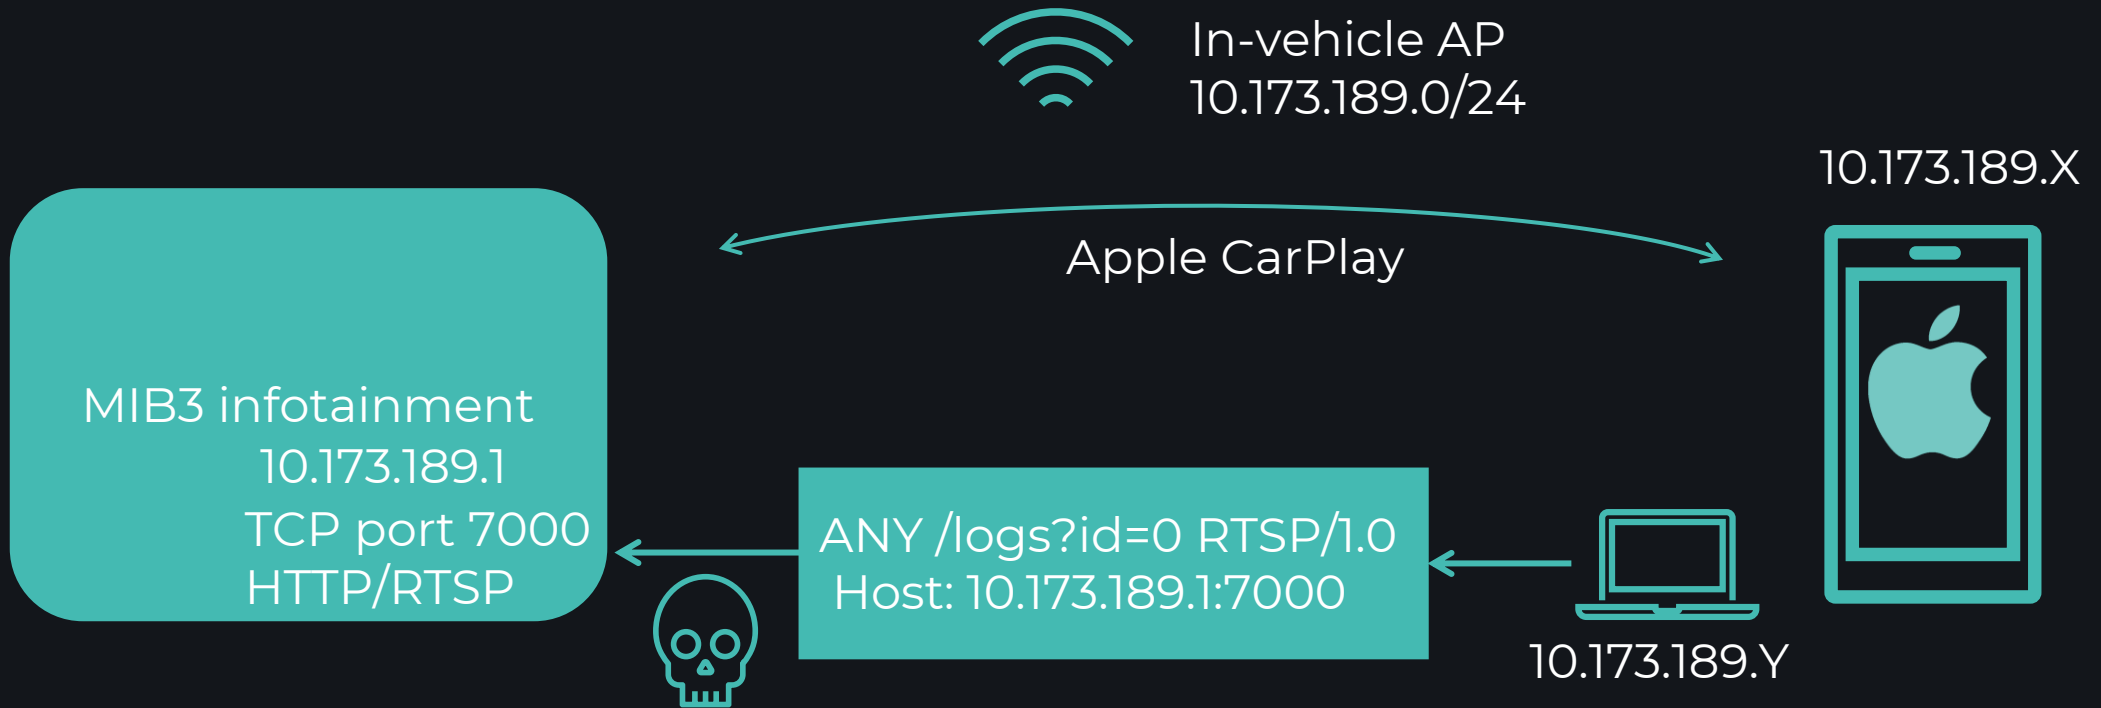 In-vehicle AP
10.173.189.0/24
10.173.189.X
Apple CarPlay
MIB3 infotainment
10.173.189.1
TCP port 7000
HTTP/RTSP
ANY /logs?id=0 RTSP/1.0
Host: 10.173.189.1:7000
10.173.189.Y